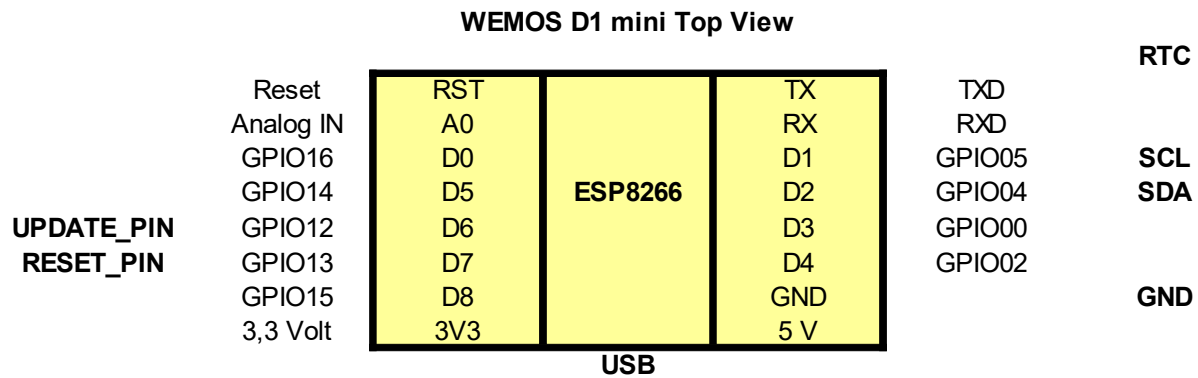 WEMOS D1 mini Top View
RTC
Reset RST TX TXD
Analog IN A0 RX RXD
GPIO16 D0 D1 GPIO05 SCL
GPIO14 D5 ESP8266 D2 GPIO04 SDA
UPDATE_PIN GPIO12 D6 D3 GPIO00
RESET_PIN GPIO13 D7 D4 GPIO02
GPIO15 D8 GND GND
3,3 Volt 3V3 5 V
USB